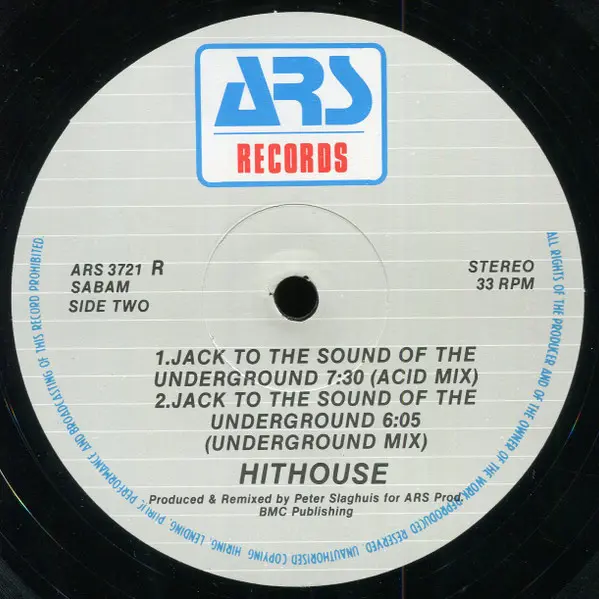 ARS
RECORDS
ARS 3721 R
SABAM
SIDE TWO
STEREO
33 RPM
1.JACK TO THE SOUND OF THE
UNDERGROUND 7:30 (ACID MIX)
2.JACK TO THE SOUND OF THE
UNDERGROUND 6:05
(UNDERGROUND MIX)
HITHOUSE
Produced & Remixed by Peter Slaghuis for ARS Prod.
BMC Publishing
ALL RIGHTS OF THE PRODUCER AND OF THE OWNER OF THE WORK REPRODUCED RESERVED. UNAUTHORISED COPYING, HIRING, LENDING, PUBLIC PERFORMANCE AND BROADCASTING OF THIS RECORD PROHIBITED